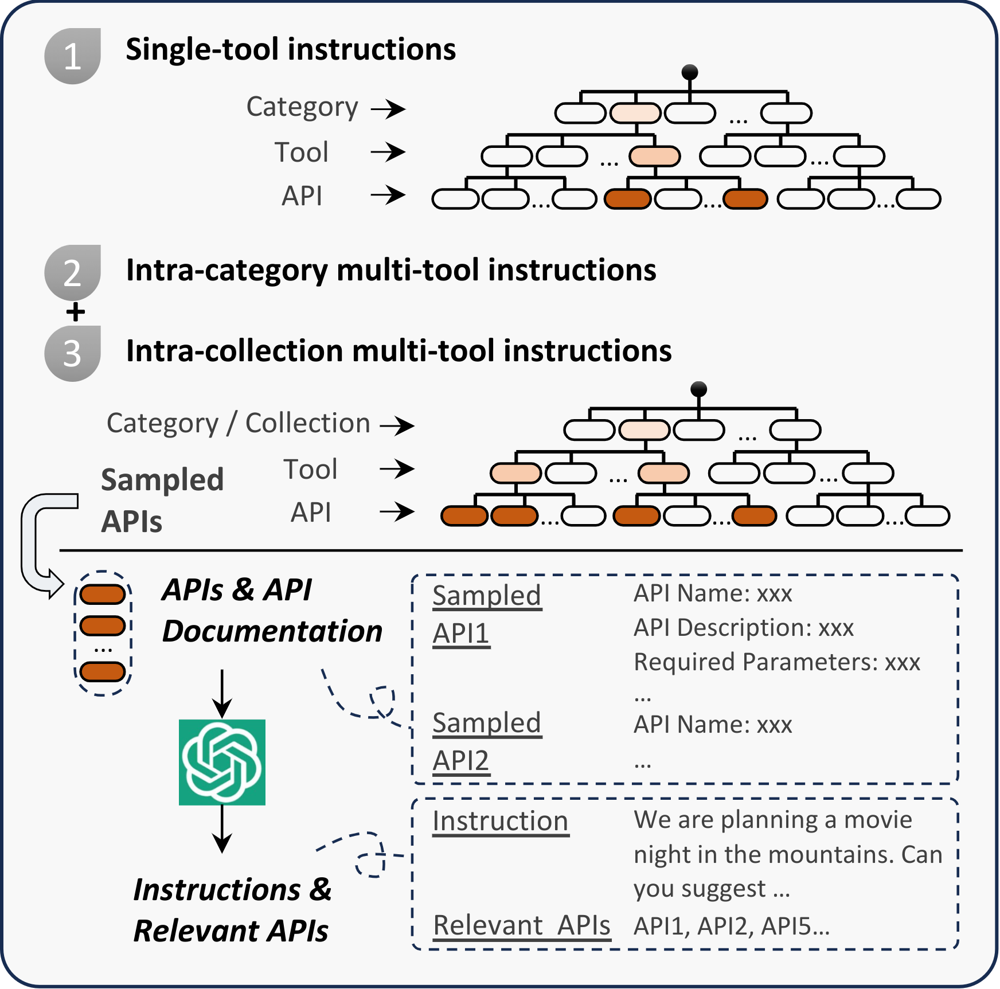 1
Single-tool instructions
Category
...
Tool
... ...
API
... ... ...
2
Intra-category multi-tool instructions
+
3
Intra-collection multi-tool instructions
Category / Collection
...
Tool
... ...
API
... ... ...
Sampled
APIs
...
APIs & API
Documentation
Sampled
API1
API Name: xxx
API Description: xxx
Required Parameters: xxx
...
Sampled
API2
API Name: xxx
...
Instructions &
Relevant APIs
Instruction
We are planning a movie
night in the mountains. Can
you suggest ...
Relevant APIs
API1, API2, API5...